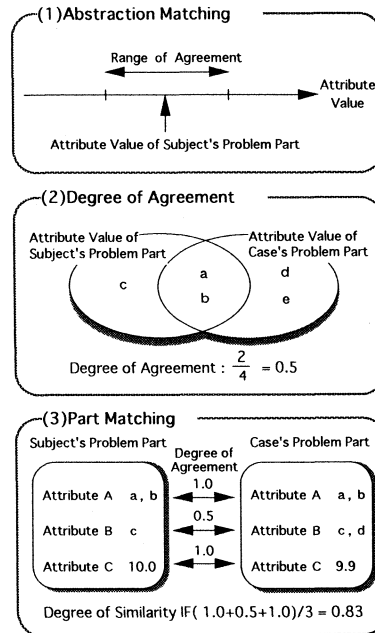 (1)Abstraction Matching
Range of Agreement
Attribute
Value
Attribute Value of Subject's Problem Part
(2)Degree of Agreement
Attribute Value of
Subject's Problem Part
Attribute Value of
Case's Problem Part
c
a
b
d
e
Degree of Agreement : 2/4 = 0.5
(3)Part Matching
Subject's Problem Part
Degree of
Agreement
Case's Problem Part
Attribute A a, b
1.0
Attribute A a, b
Attribute B c
0.5
Attribute B c, d
Attribute C 10.0
1.0
Attribute C 9.9
Degree of Similarity IF( 1.0+0.5+1.0)/3 = 0.83